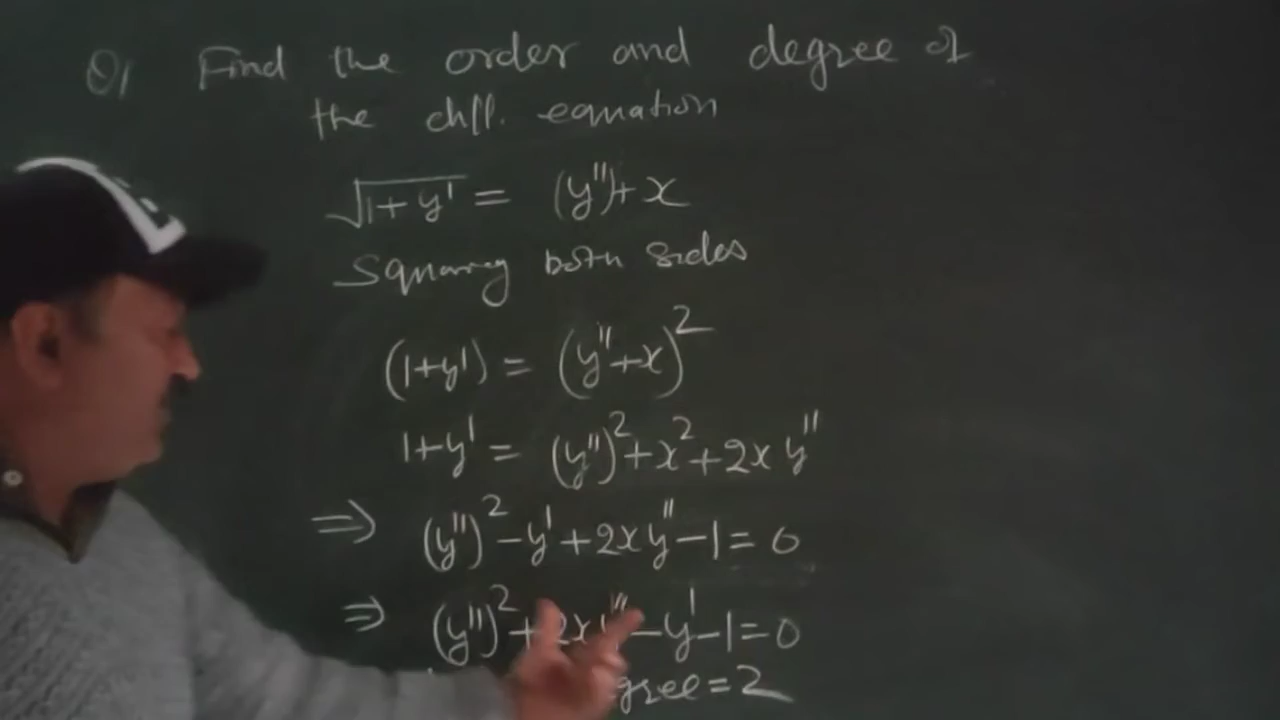 Q1 Find the order and degree of
the diff. equation
√1+y' = (y'')+x
Squaring both sides
(1+y') = (y''+x)²
1+y' = (y'')²+x²+2xy''
⇒ (y'')²-y'+2xy''-1=0
⇒ (y'')²+2xy''-y'-1=0
gree=2